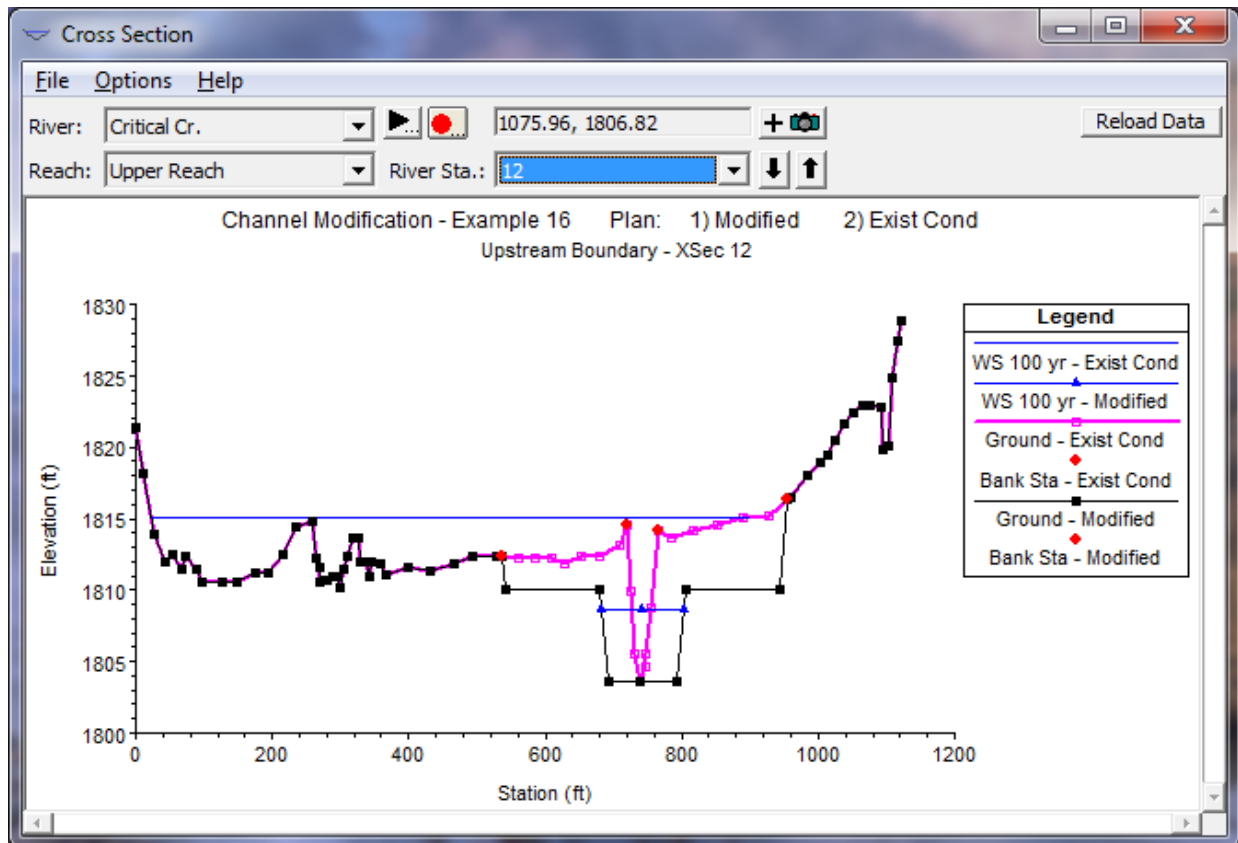 Cross Section
File Options Help
River: Critical Cr. 1075.96, 1806.82 Reload Data
Reach: Upper Reach River Sta.: 12
Channel Modification - Example 16 Plan: 1) Modified 2) Exist Cond
Upstream Boundary - XSec 12
1830
1825
1820
1815
1810
1805
1800
Elevation (ft)
0 200 400 600 800 1000 1200
Station (ft)
Legend
WS 100 yr - Exist Cond
WS 100 yr - Modified
Ground - Exist Cond
Bank Sta - Exist Cond
Ground - Modified
Bank Sta - Modified